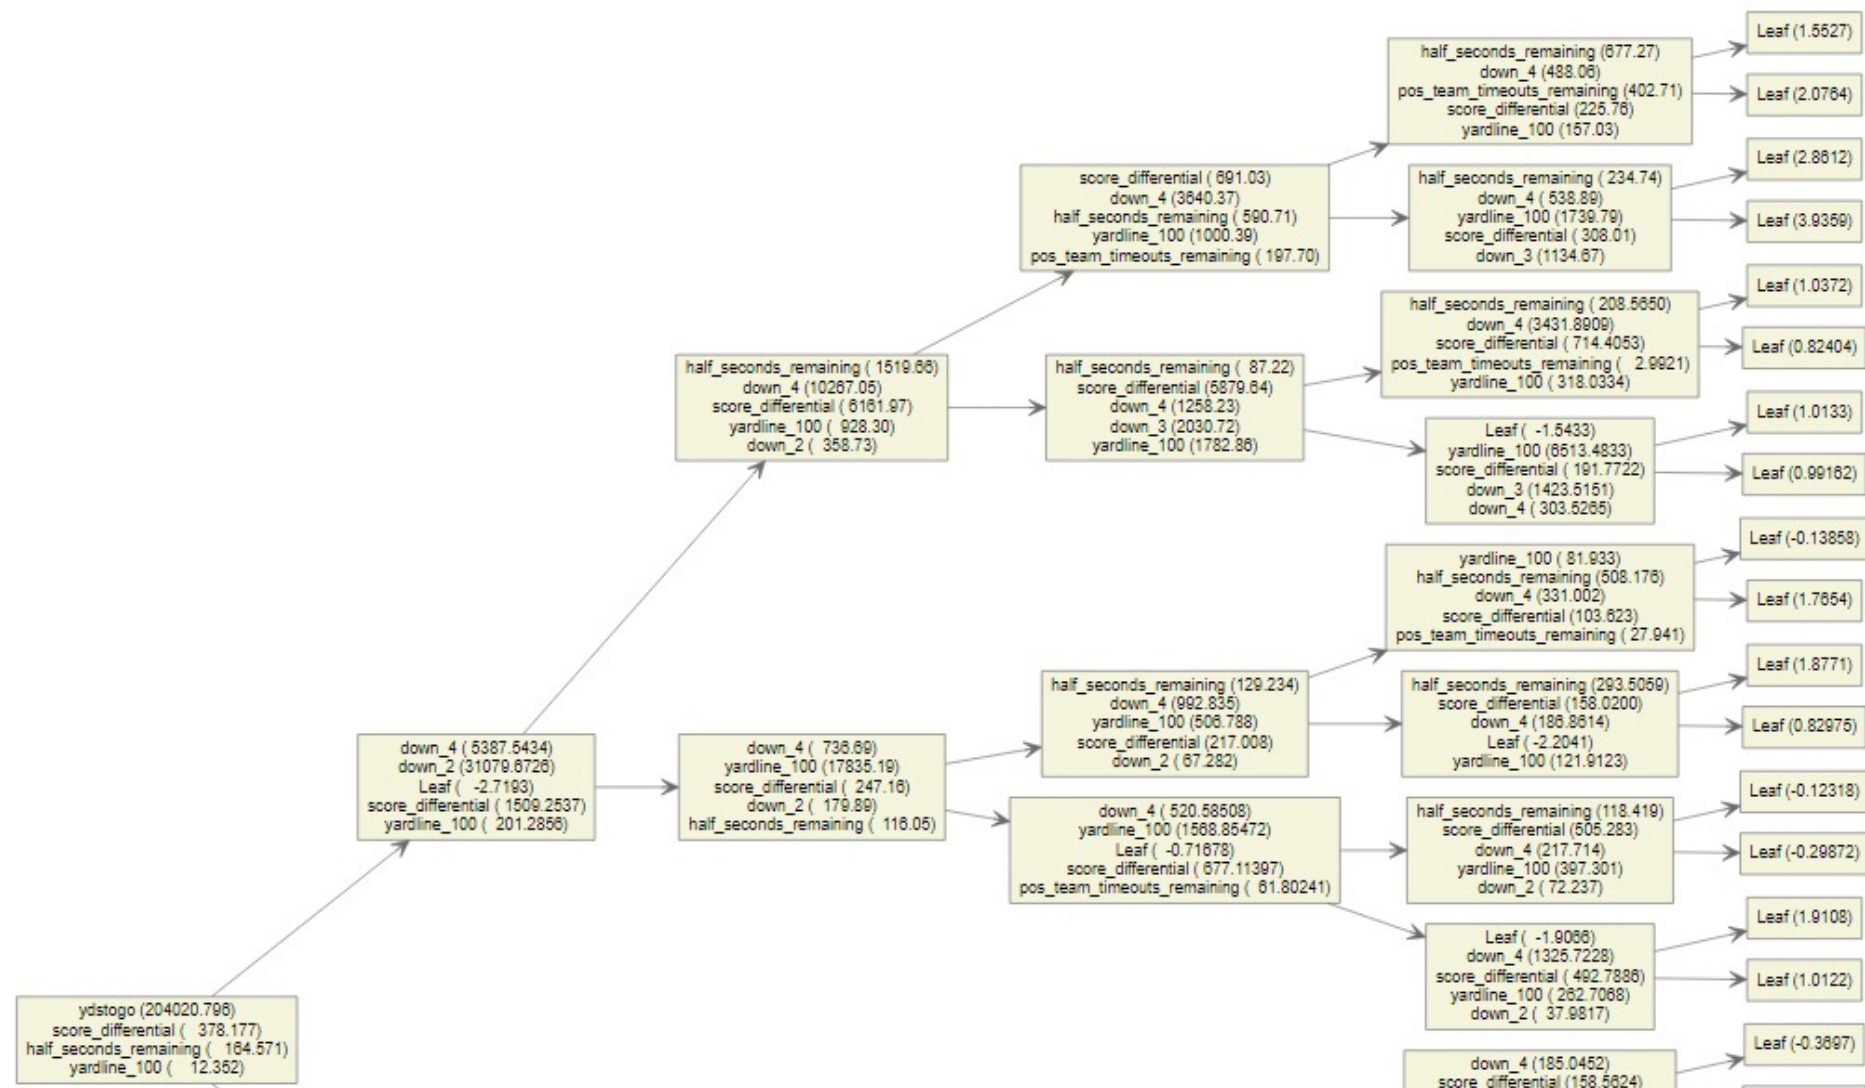 Leaf (1.5527)
half_seconds_remaining (677.27)
down_4 (488.06)
pos_team_timeouts_remaining (402.71)
score_differential (225.76)
yardline_100 (157.03)
Leaf (2.0764)
Leaf (2.8612)
score_differential ( 691.03)
down_4 (3640.37)
half_seconds_remaining ( 590.71)
yardline_100 (1000.39)
pos_team_timeouts_remaining ( 197.70)
half_seconds_remaining ( 234.74)
down_4 ( 538.89)
yardline_100 (1739.79)
score_differential ( 308.01)
down_3 (1134.67)
Leaf (3.9359)
Leaf (1.0372)
half_seconds_remaining ( 208.5650)
down_4 (3431.8909)
score_differential ( 714.4053)
pos_team_timeouts_remaining ( 2.9921)
yardline_100 ( 318.0334)
Leaf (0.82404)
half_seconds_remaining ( 1519.66)
down_4 (10267.05)
score_differential ( 6161.97)
yardline_100 ( 928.30)
down_2 ( 358.73)
half_seconds_remaining ( 87.22)
score_differential (5879.64)
down_4 (1258.23)
down_3 (2030.72)
yardline_100 (1782.86)
Leaf (1.0133)
Leaf ( -1.5433)
yardline_100 (6513.4833)
score_differential ( 191.7722)
down_3 (1423.5151)
down_4 ( 303.5265)
Leaf (0.99162)
Leaf (-0.13858)
yardline_100 ( 81.933)
half_seconds_remaining (508.176)
down_4 (331.002)
score_differential (103.623)
pos_team_timeouts_remaining ( 27.941)
Leaf (1.7654)
Leaf (1.8771)
half_seconds_remaining (129.234)
down_4 (992.835)
yardline_100 (506.788)
score_differential (217.008)
down_2 ( 67.282)
half_seconds_remaining (293.5059)
score_differential (158.0200)
down_4 (186.8614)
Leaf ( -2.2041)
yardline_100 (121.9123)
Leaf (0.82975)
down_4 ( 5387.5434)
down_2 (31079.6726)
Leaf ( -2.7193)
score_differential ( 1509.2537)
yardline_100 ( 201.2856)
down_4 ( 736.69)
yardline_100 (17835.19)
score_differential ( 247.16)
down_2 ( 179.89)
half_seconds_remaining ( 116.05)
Leaf (-0.12318)
down_4 ( 520.58508)
yardline_100 (1568.85472)
Leaf ( -0.71678)
score_differential ( 677.11397)
pos_team_timeouts_remaining ( 61.80241)
half_seconds_remaining (118.419)
score_differential (505.283)
down_4 (217.714)
yardline_100 (397.301)
down_2 ( 72.237)
Leaf (-0.29872)
Leaf (1.9108)
Leaf ( -1.9066)
down_4 (1325.7228)
score_differential ( 492.7886)
yardline_100 ( 262.7068)
down_2 ( 37.9817)
Leaf (1.0122)
ydstogo (204020.796)
score_differential ( 378.177)
half_seconds_remaining ( 164.571)
yardline_100 ( 12.352)
Leaf (-0.3697)
down_4 (185.0452)
score_differential (158.5624)